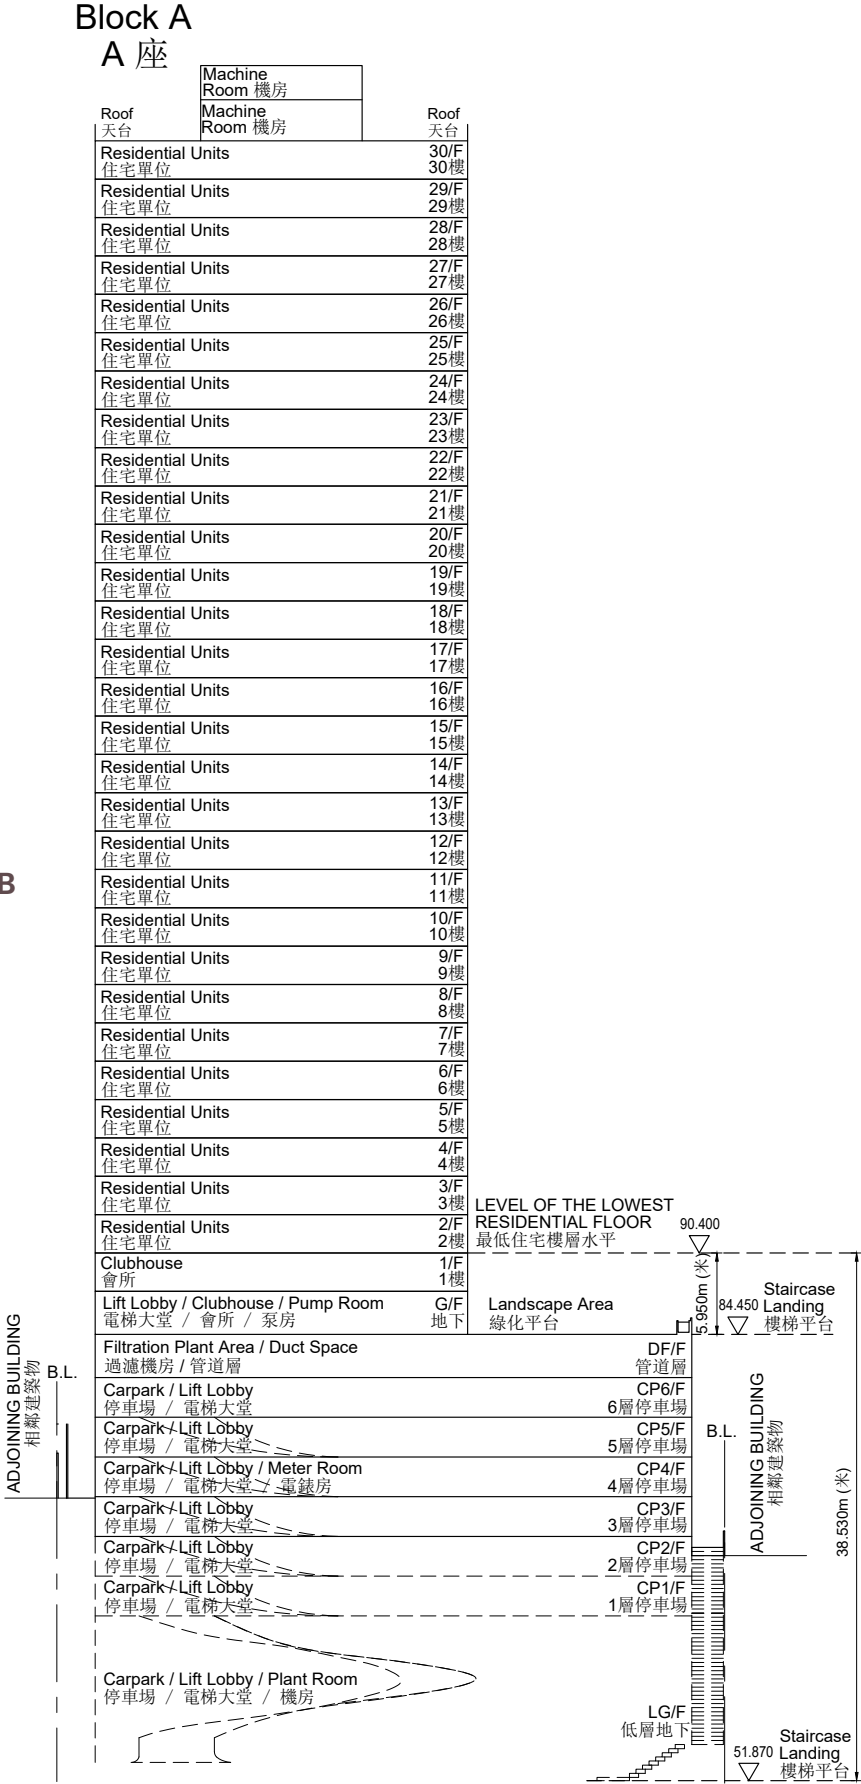 Block A
A 座
Machine
Room 機房
Machine
Room 機房
Roof
天台
Roof
天台
Residential Units 30/F
住宅單位 30樓
Residential Units 29/F
住宅單位 29樓
Residential Units 28/F
住宅單位 28樓
Residential Units 27/F
住宅單位 27樓
Residential Units 26/F
住宅單位 26樓
Residential Units 25/F
住宅單位 25樓
Residential Units 24/F
住宅單位 24樓
Residential Units 23/F
住宅單位 23樓
Residential Units 22/F
住宅單位 22樓
Residential Units 21/F
住宅單位 21樓
Residential Units 20/F
住宅單位 20樓
Residential Units 19/F
住宅單位 19樓
Residential Units 18/F
住宅單位 18樓
Residential Units 17/F
住宅單位 17樓
Residential Units 16/F
住宅單位 16樓
Residential Units 15/F
住宅單位 15樓
Residential Units 14/F
住宅單位 14樓
Residential Units 13/F
住宅單位 13樓
Residential Units 12/F
住宅單位 12樓
B
Residential Units 11/F
住宅單位 11樓
Residential Units 10/F
住宅單位 10樓
Residential Units 9/F
住宅單位 9樓
Residential Units 8/F
住宅單位 8樓
Residential Units 7/F
住宅單位 7樓
Residential Units 6/F
住宅單位 6樓
Residential Units 5/F
住宅單位 5樓
Residential Units 4/F
住宅單位 4樓
Residential Units 3/F
住宅單位 3樓
Residential Units 2/F
住宅單位 2樓
LEVEL OF THE LOWEST
RESIDENTIAL FLOOR
最低住宅樓層水平
90.400
Clubhouse 1/F
會所 1樓
Lift Lobby / Clubhouse / Pump Room G/F
電梯大堂 / 會所 / 泵房 地下
Landscape Area
綠化平台
5.950m (米)
84.450
Staircase
Landing
樓梯平台
ADJOINING BUILDING
相鄰建築物
B.L.
Filtration Plant Area / Duct Space DF/F
過濾機房 / 管道層 管道層
Carpark / Lift Lobby CP6/F
停車場 / 電梯大堂 6層停車場
Carpark / Lift Lobby CP5/F
停車場 / 電梯大堂 5層停車場
Carpark / Lift Lobby / Meter Room CP4/F
停車場 / 電梯大堂 / 電錶房 4層停車場
Carpark / Lift Lobby CP3/F
停車場 / 電梯大堂 3層停車場
Carpark / Lift Lobby CP2/F
停車場 / 電梯大堂 2層停車場
Carpark / Lift Lobby CP1/F
停車場 / 電梯大堂 1層停車場
B.L.
ADJOINING BUILDING
相鄰建築物
38.530m (米)
Carpark / Lift Lobby / Plant Room
停車場 / 電梯大堂 / 機房
LG/F
低層地下
51.870
Staircase
Landing
樓梯平台